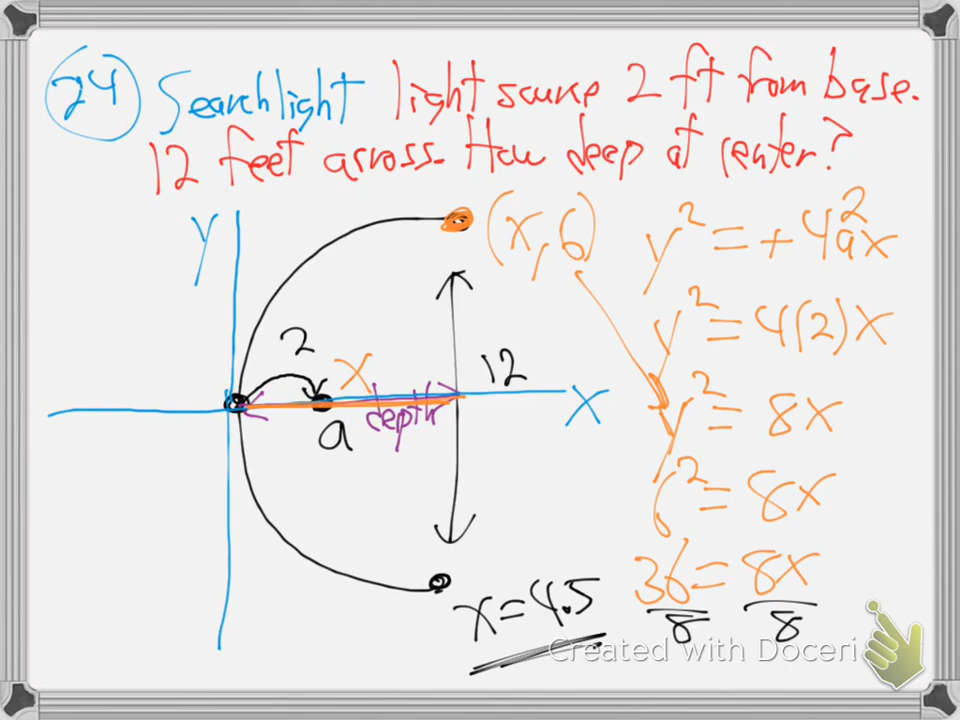 24 Searchlight light source 2 ft from base.
12 feet across. How deep at center?
y
(x, 6)
y² = +4ax
2
y² = 4(2)x
2
x
12
x
depth
a
y² = 8x
6² = 8x
36 = 8x
8 8
x = 4.5
Created with Doceri